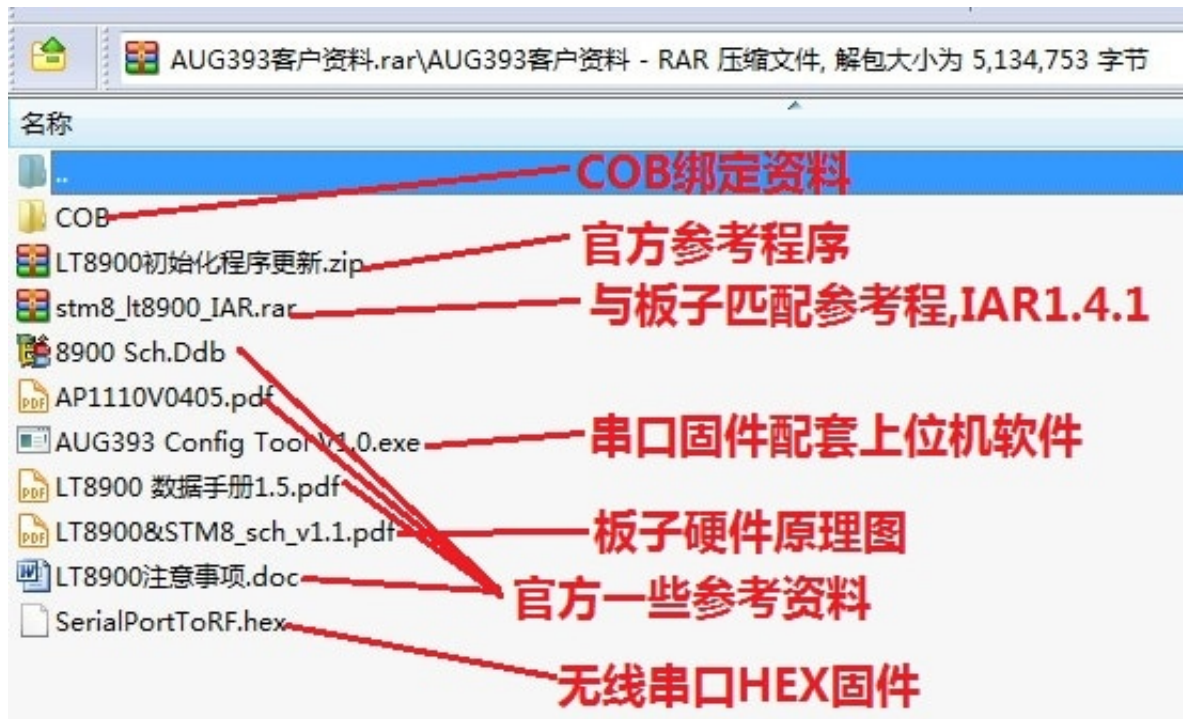 AUG393客户资料.rar\AUG393客户资料 - RAR 压缩文件, 解包大小为 5,134,753 字节
名称
..
COB绑定资料
COB
官方参考程序
LT8900初始化程序更新.zip
stm8_lt8900_IAR.rar
与板子匹配参考程,IAR1.4.1
8900 Sch.Ddb
AP1110V0405.pdf
AUG393 Config Tool V1.0.exe
串口固件配套上位机软件
LT8900 数据手册1.5.pdf
LT8900&STM8_sch_v1.1.pdf
板子硬件原理图
LT8900注意事项.doc
官方一些参考资料
SerialPortToRF.hex
无线串口HEX固件